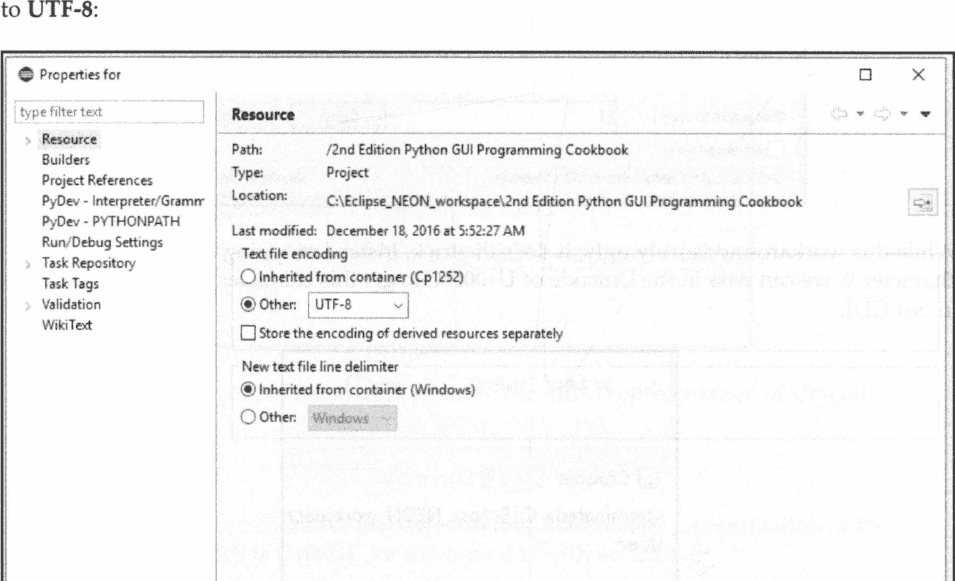 to UTF-8:
Properties for
type filter text
Resource
Builders
Project References
PyDev - Interpreter/Gramm
PyDev - PYTHONPATH
Run/Debug Settings
Task Repository
Task Tags
Validation
WikiText
Resource
Path: /2nd Edition Python GUI Programming Cookbook
Type: Project
Location: C:\Eclipse_NEON_workspace\2nd Edition Python GUI Programming Cookbook
Last modified: December 18, 2016 at 5:52:27 AM
Text file encoding
Inherited from container (Cp1252)
Other: UTF-8
Store the encoding of derived resources separately
New text file line delimiter
Inherited from container (Windows)
Other: Windows